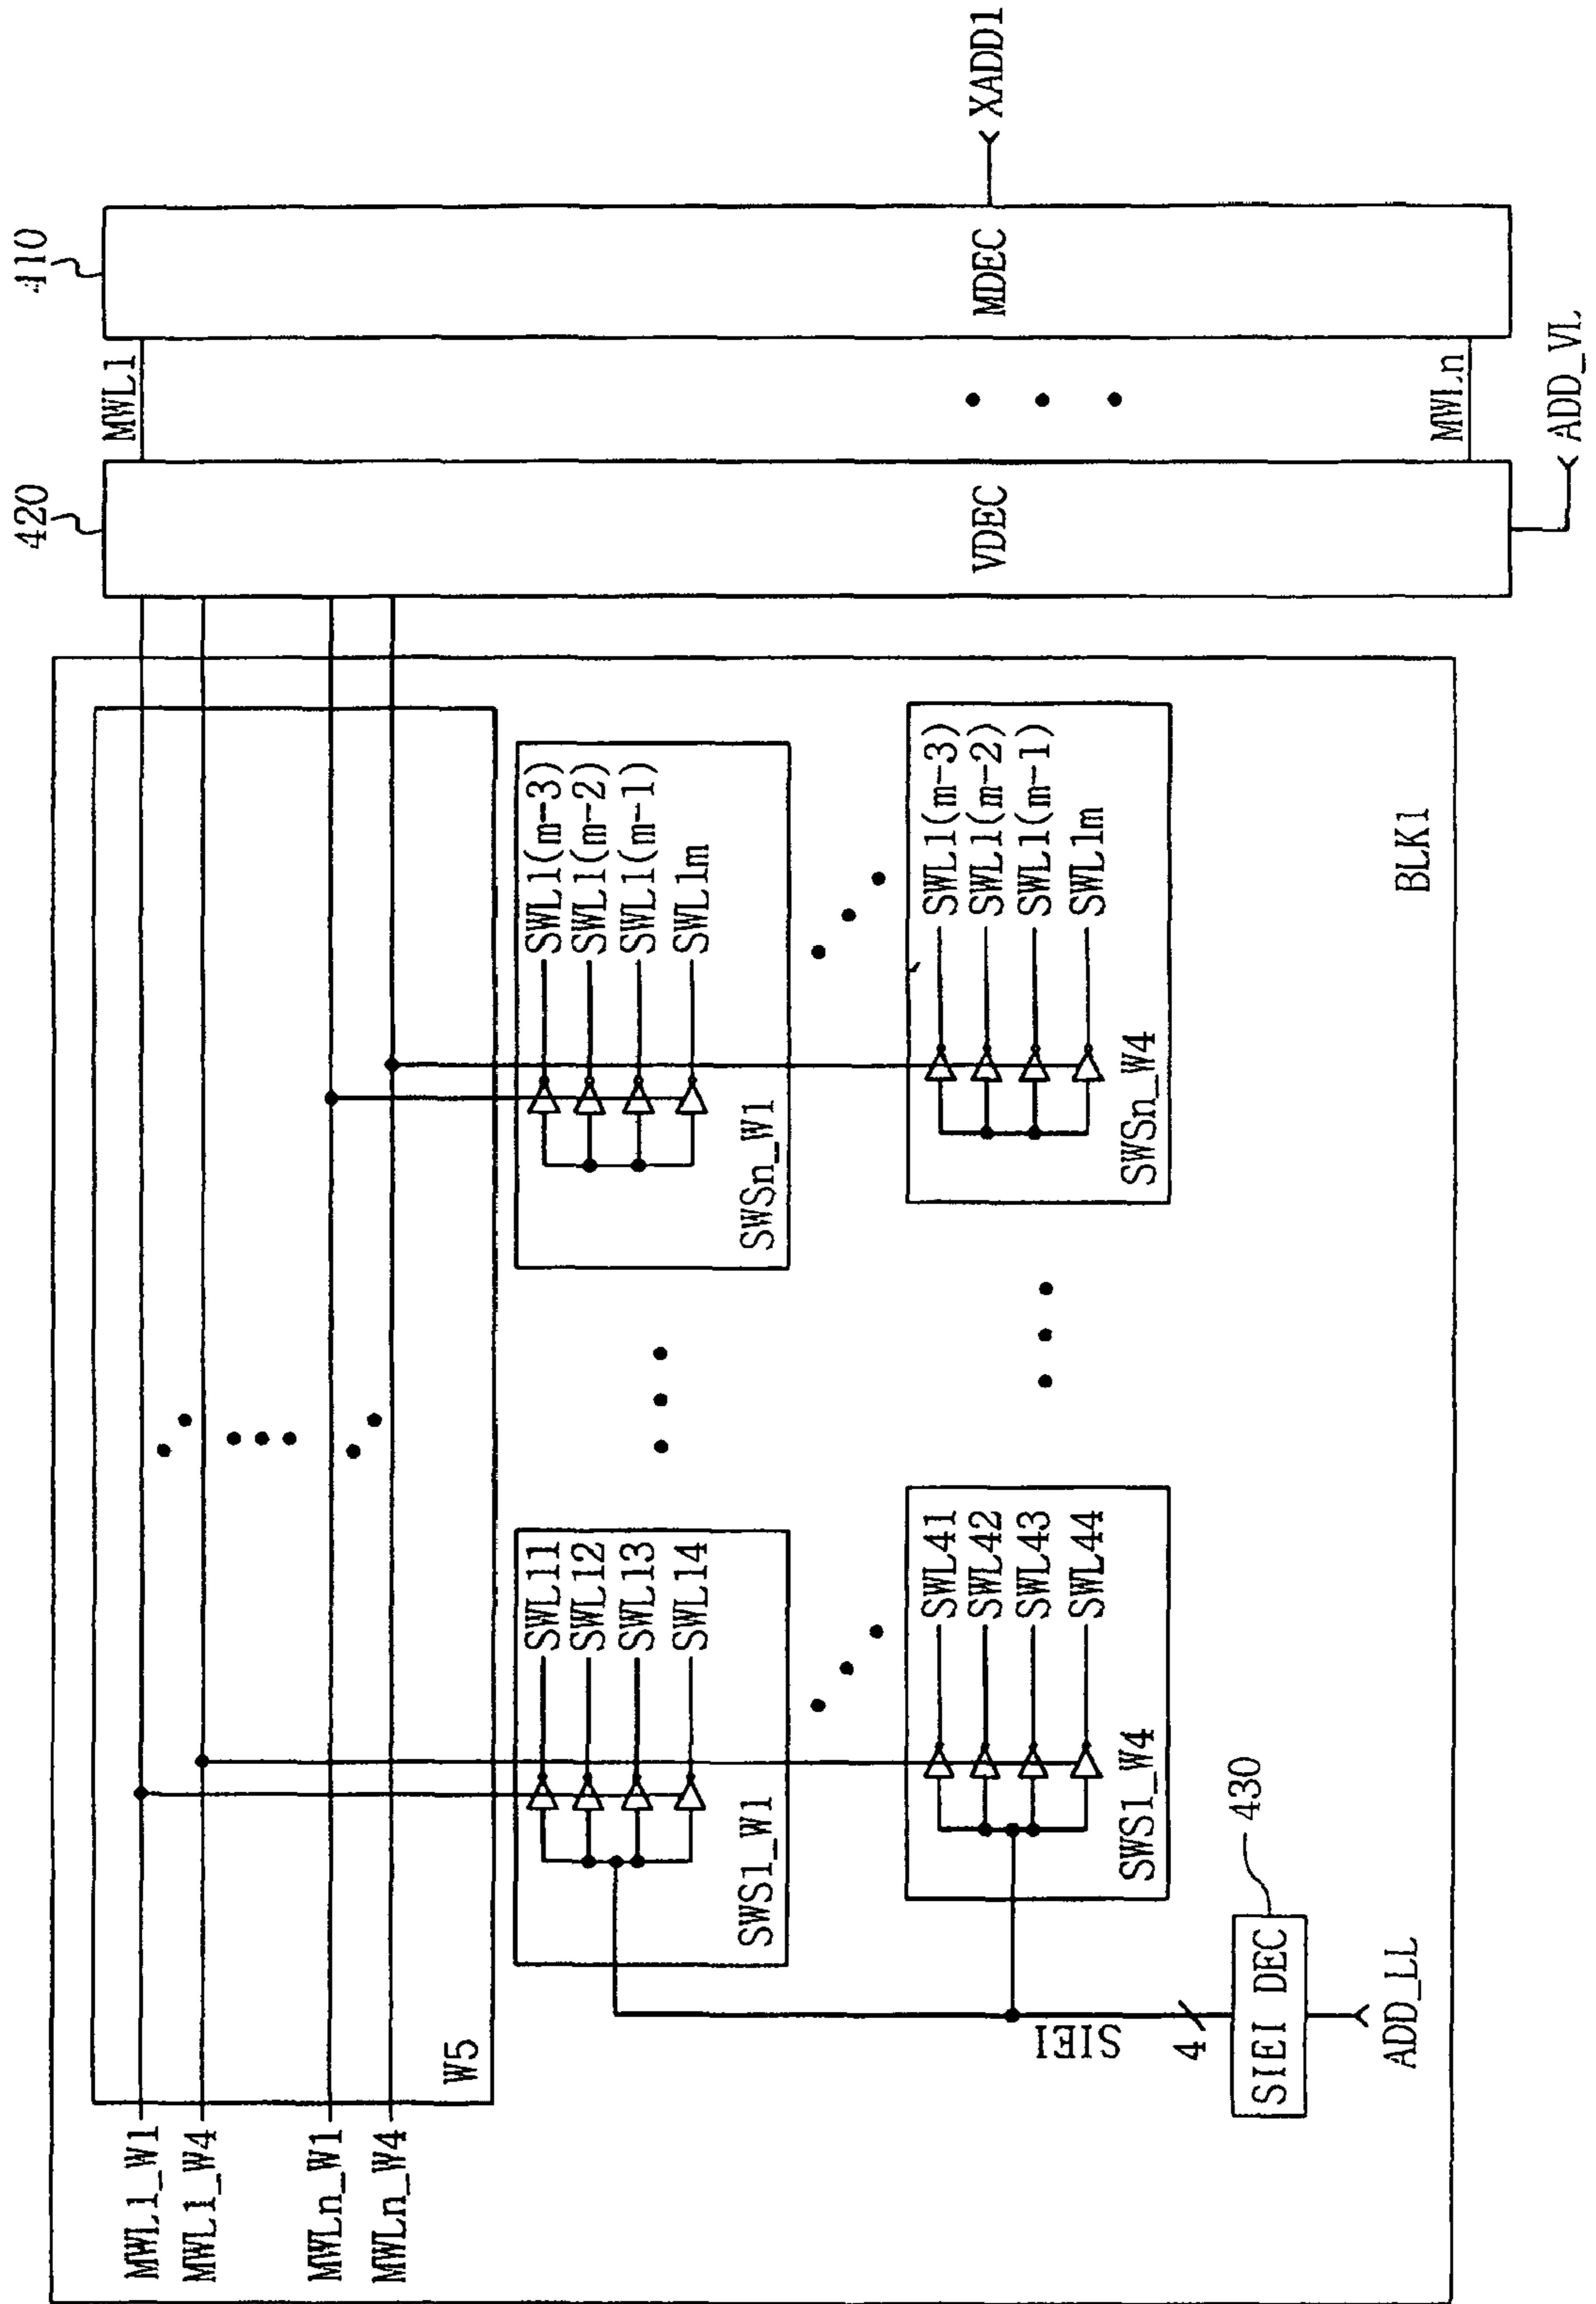 410
420
MWL1
MDEC
XADD1
VDEC
MWLn
ADD_VL
MWL1_W1
MWL1_W4
MWLn_W1
MWLn_W4
W5
SWL11
SWL12
SWL13
SWL14
SWS1_W1
SWL1(m-3)
SWL1(m-2)
SWL1(m-1)
SWL1m
SWSn_W1
SWL41
SWL42
SWL43
SWL44
SWS1_W4
SWL1(m-3)
SWL1(m-2)
SWL1(m-1)
SWL1m
SWSn_W4
SIEI
4
SIEI DEC
430
ADD_LL
BLK1